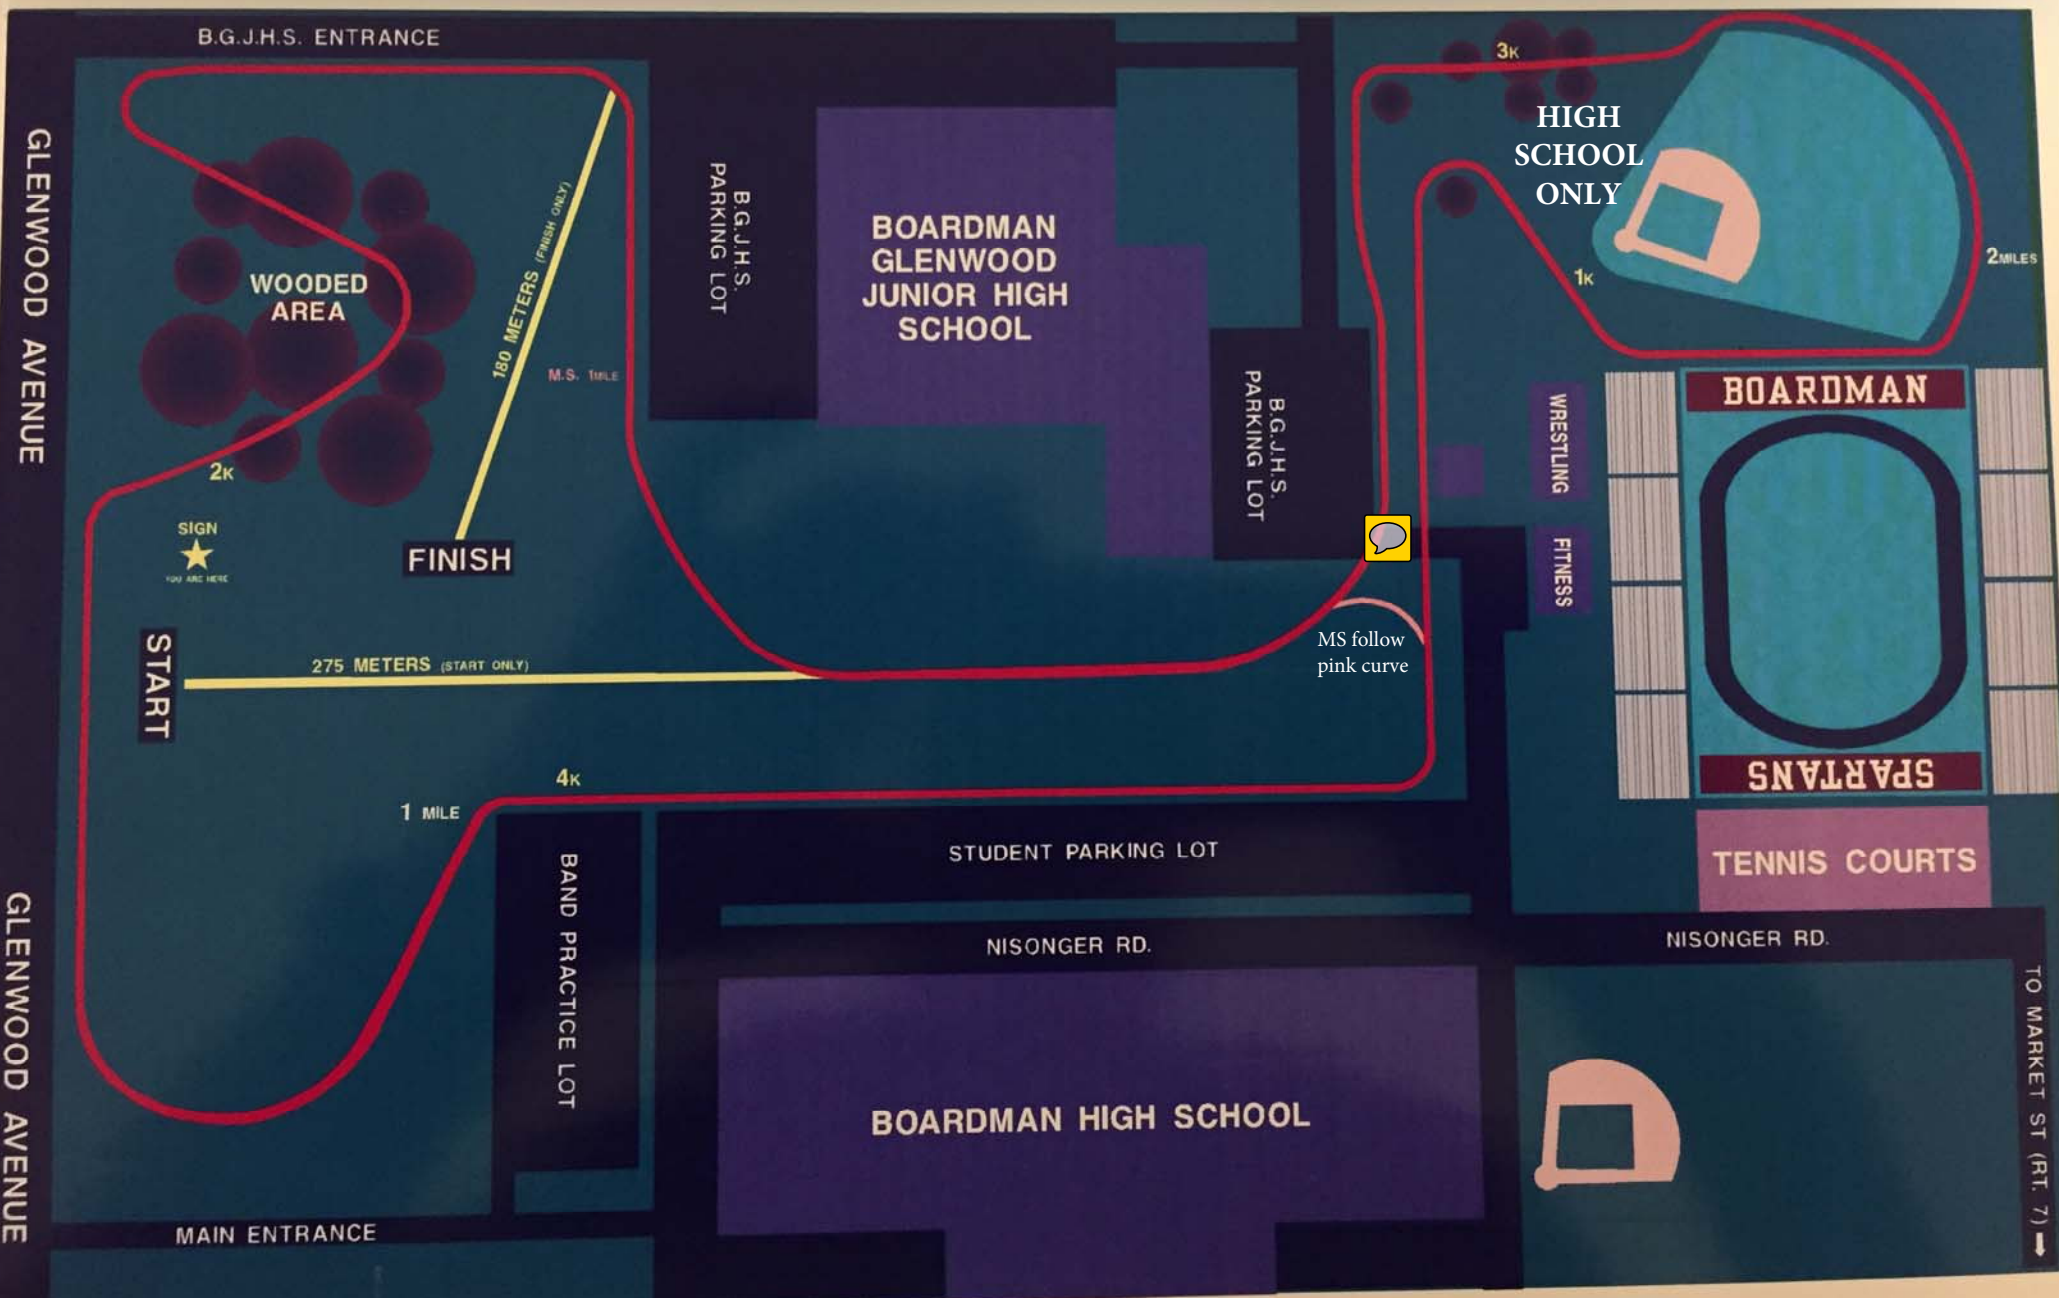 B.G.J.H.S. ENTRANCE
GLENWOOD AVENUE
3K
HIGH
SCHOOL
ONLY
B.G.J.H.S.
PARKING LOT
180 METERS (FINISH ONLY)
BOARDMAN
GLENWOOD
JUNIOR HIGH
SCHOOL
2MILES
1K
WOODED
AREA
M.S. 1MILE
B.G.J.H.S.
PARKING LOT
WRESTLING
BOARDMAN
2K
SIGN
YOU ARE HERE
FINISH
FITNESS
START
275 METERS (START ONLY)
MS follow
pink curve
4K
1 MILE
SPARTANS
STUDENT PARKING LOT
TENNIS COURTS
BAND PRACTICE LOT
GLENWOOD AVENUE
NISONGER RD.
NISONGER RD.
TO MARKET ST (RT. 7)
BOARDMAN HIGH SCHOOL
MAIN ENTRANCE